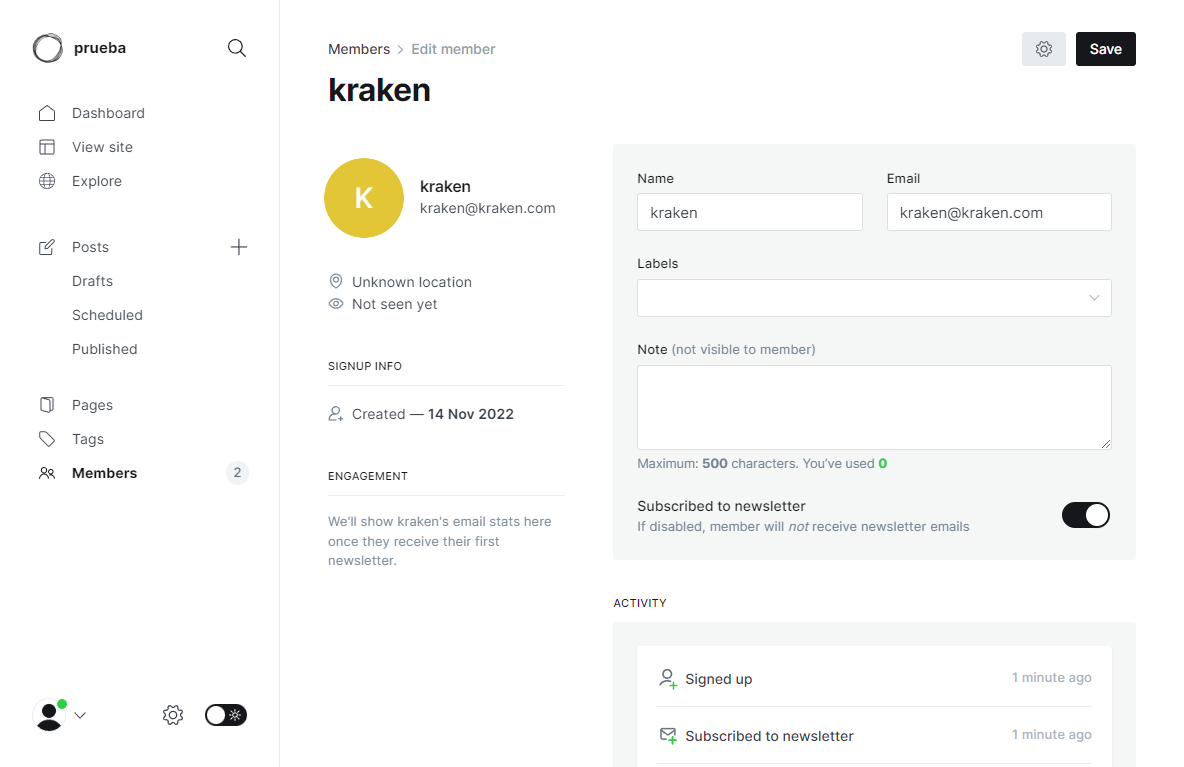 prueba
Dashboard
View site
Explore
Posts
Drafts
Scheduled
Published
Pages
Tags
Members 2
Members > Edit member
Save
kraken
K
kraken
kraken@kraken.com
Unknown location
Not seen yet
SIGNUP INFO
Created — 14 Nov 2022
ENGAGEMENT
We'll show kraken's email stats here
once they receive their first
newsletter.
Name Email
kraken kraken@kraken.com
Labels
Note (not visible to member)
Maximum: 500 characters. You’ve used 0
Subscribed to newsletter
If disabled, member will not receive newsletter emails
ACTIVITY
Signed up 1 minute ago
Subscribed to newsletter 1 minute ago